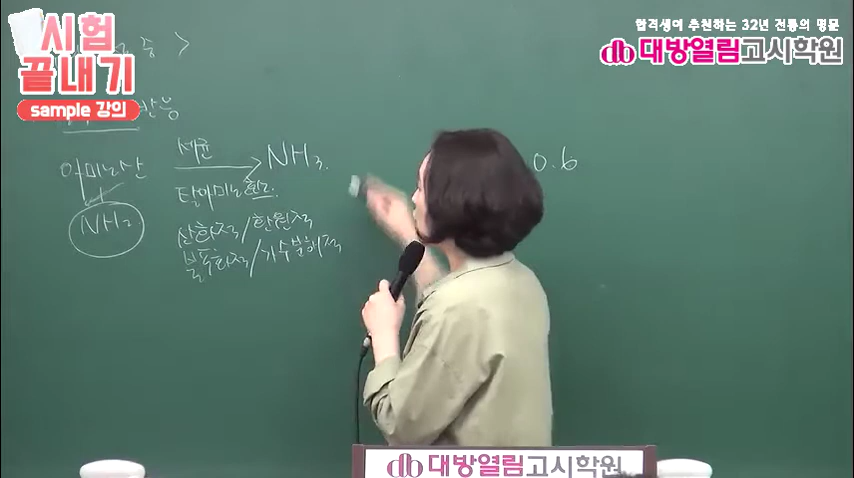 시험
끝내기
sample 강의
합격생이 추천하는 32년 전통의 명문
대방열림고시학원
중 >
반응
아미노산
세균
NH3.
0.6
NH2
탈아미노
산화적/환원적
불포화적/가수분해적
대방열림고시학원